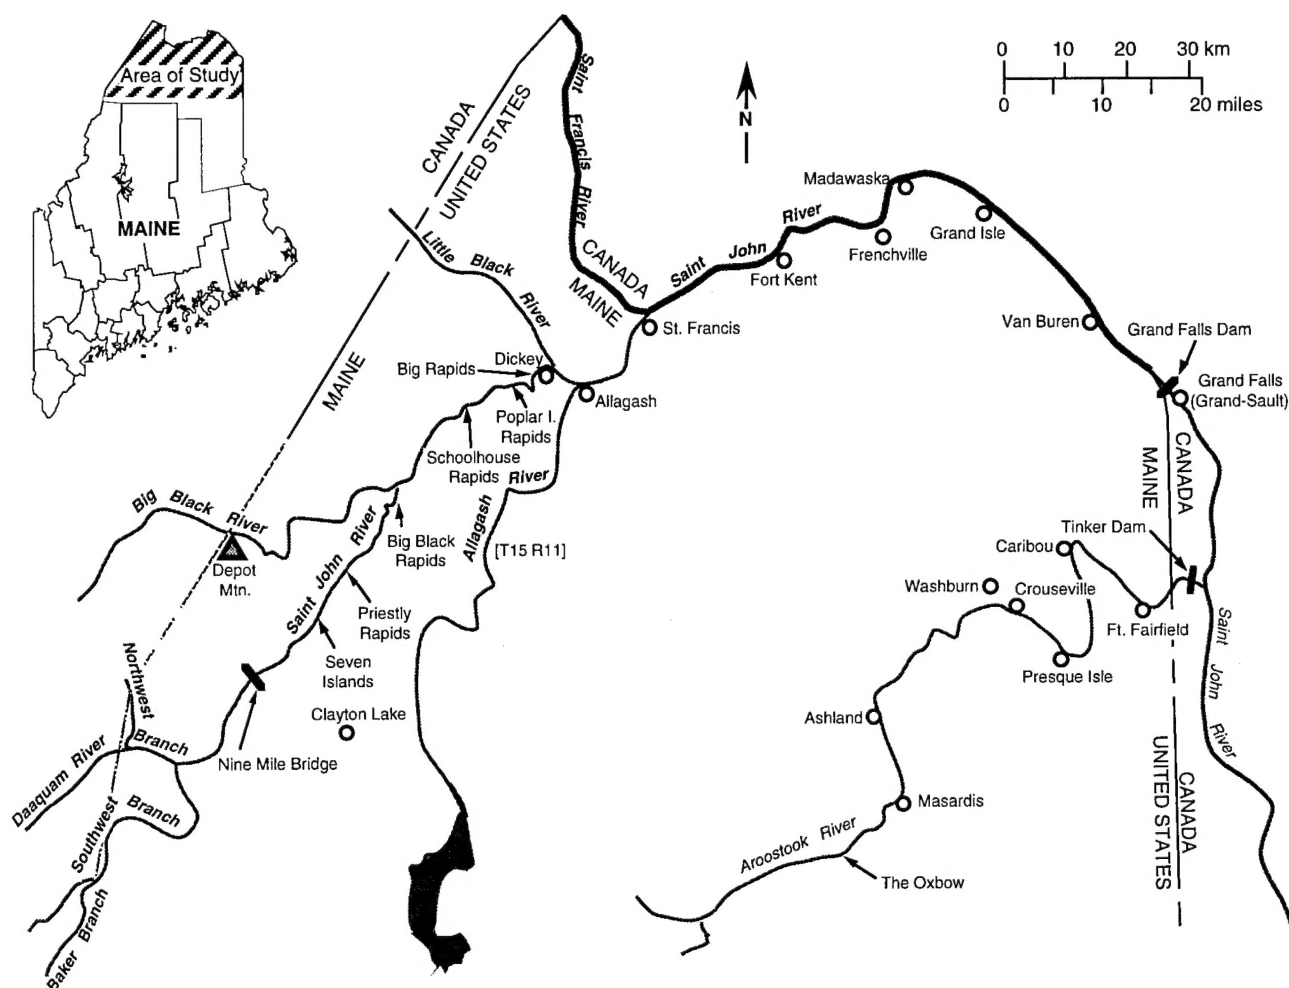 Area of Study
MAINE
CANADA
UNITED STATES
Saint Francis River
N
0 10 20 30 km
0 10 20 miles
Madawaska
Grand Isle
Frenchville
Fort Kent
Saint John River
CANADA
MAINE
St. Francis
Little Black River
Van Buren
Grand Falls Dam
Grand Falls
(Grand-Sault)
MAINE
Dickey
Big Rapids
Allagash
Poplar I.
Rapids
Schoolhouse
Rapids
Allagash River
Big Black River
Depot
Mtn.
Saint John River
Big Black
Rapids
[T15 R11]
Priestly
Rapids
Seven
Islands
Clayton Lake
Nine Mile Bridge
Northwest Branch
Daaquam River
Southwest Branch
Baker Branch
CANADA
MAINE
Tinker Dam
Caribou
Washburn
Crouseville
Ft. Fairfield
Presque Isle
Saint John River
Ashland
Masardis
Aroostook River
The Oxbow
CANADA
UNITED STATES